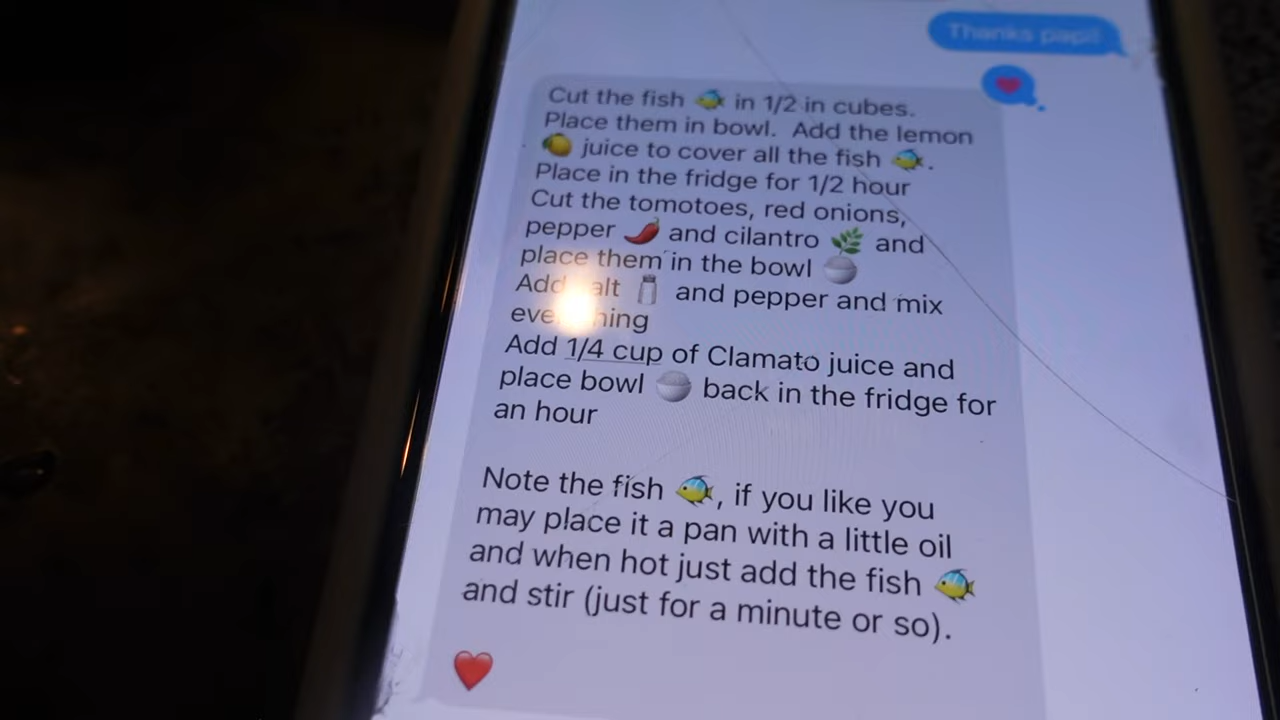 Thanks papi!
Cut the fish 🐠 in 1/2 in cubes.
Place them in bowl. Add the lemon
🍋 juice to cover all the fish 🐠.
Place in the fridge for 1/2 hour
Cut the tomotoes, red onions,
pepper 🌶️ and cilantro 🌿 and
place them in the bowl 🍚
Add alt 🧂 and pepper and mix
eve hing
Add 1/4 cup of Clamato juice and
place bowl 🍚 back in the fridge for
an hour
Note the fish 🐠, if you like you
may place it a pan with a little oil
and when hot just add the fish 🐠
and stir (just for a minute or so).
❤️